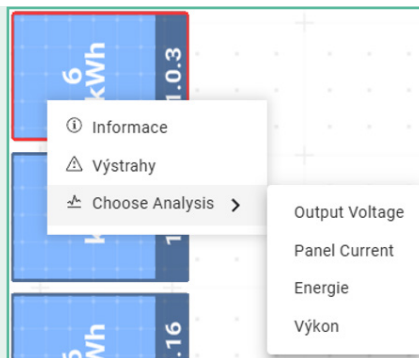 6
kWh
1.0.3
Informace
Výstrahy
Choose Analysis
Output Voltage
Panel Current
Energie
Výkon
.16